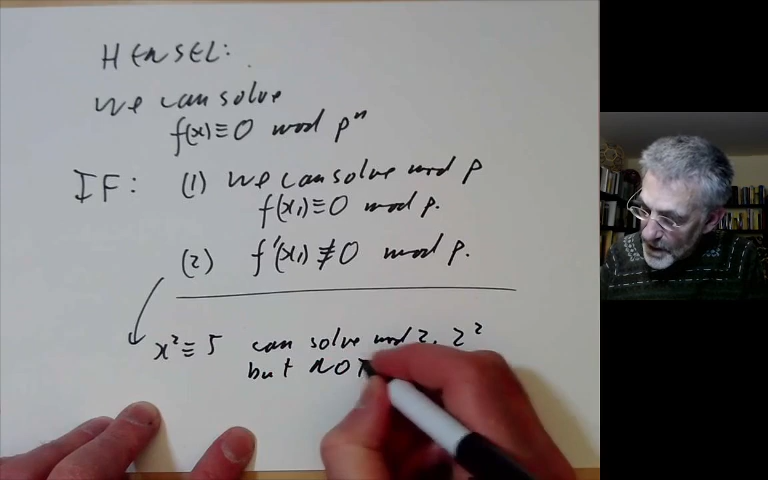 HENSEL:
We can solve
f(x)≡0 mod pⁿ
IF: (1) We can solve mod p
f(x₁)≡0 mod p.
(2) f'(x₁)≢0 mod p.
x²≡5 can solve mod 2, 2²
but NOT